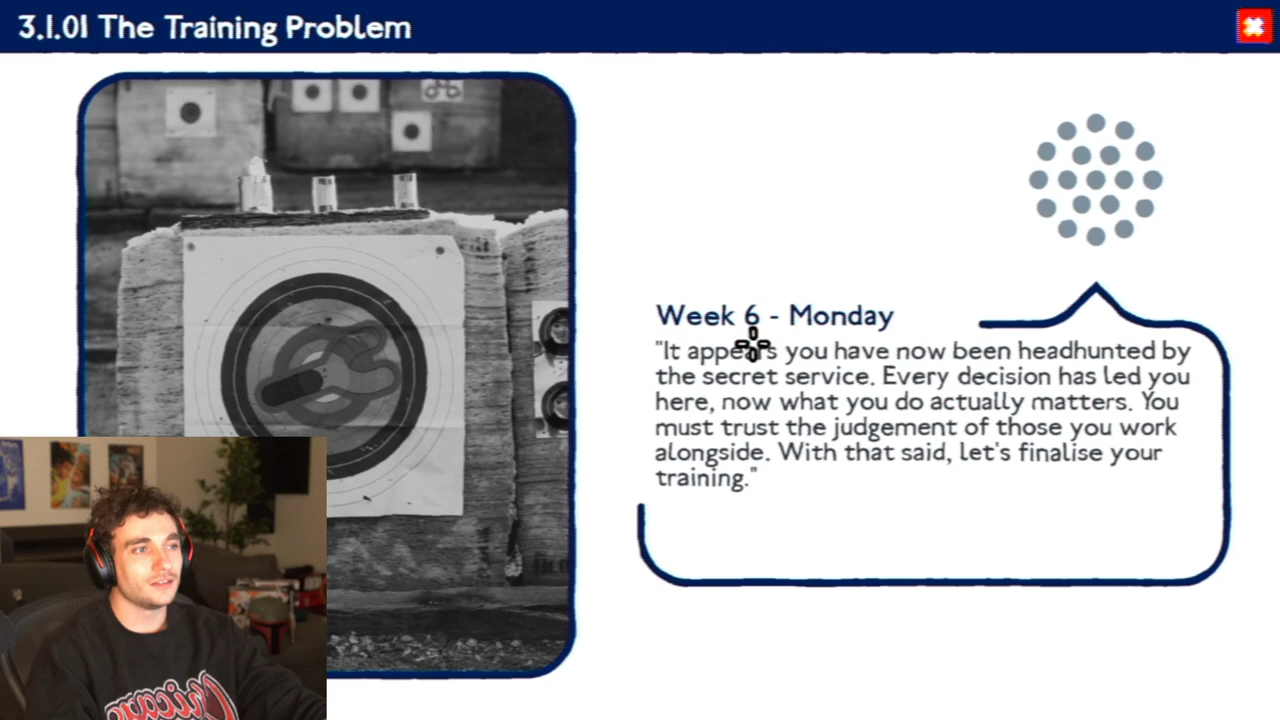 3.1.01 The Training Problem
Week 6 - Monday
"It appears you have now been headhunted by
the secret service. Every decision has led you
here, now what you do actually matters. You
must trust the judgement of those you work
alongside. With that said, let's finalise your
training."
Chicago